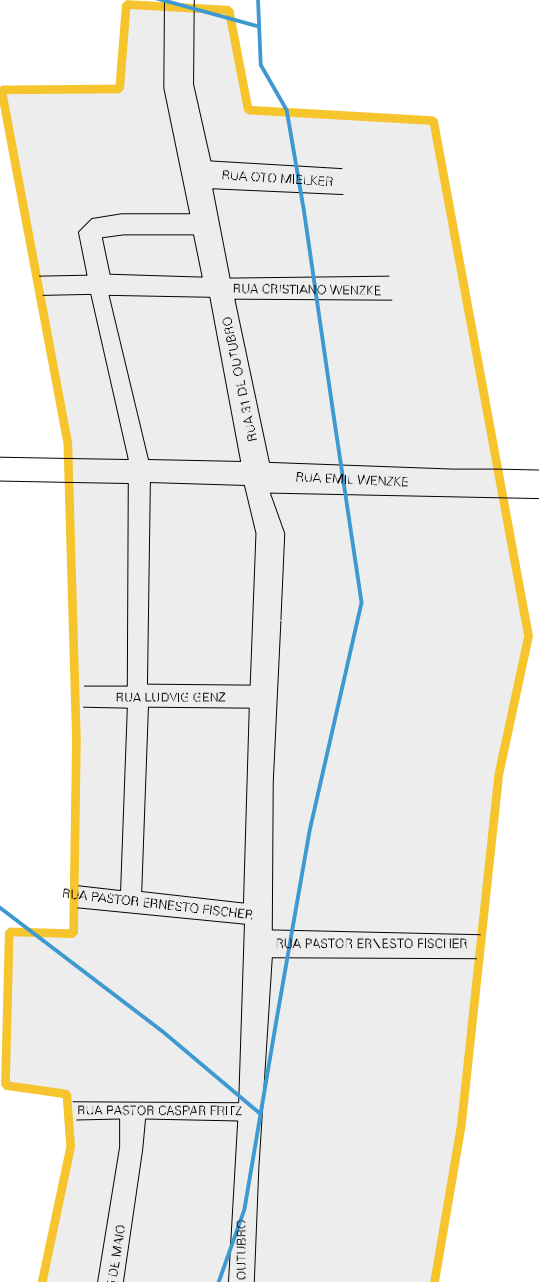 RUA OTO MIELKER
RUA CRISTIANO WENZKE
RUA 31 DE OUTUBRO
RUA EMIL WENZKE
RUA LUDVIG GENZ
RUA PASTOR ERNESTO FISCHER
RUA PASTOR ERNESTO FISCHER
RUA PASTOR CASPAR FRITZ
DE MAIO
OUTUBRO